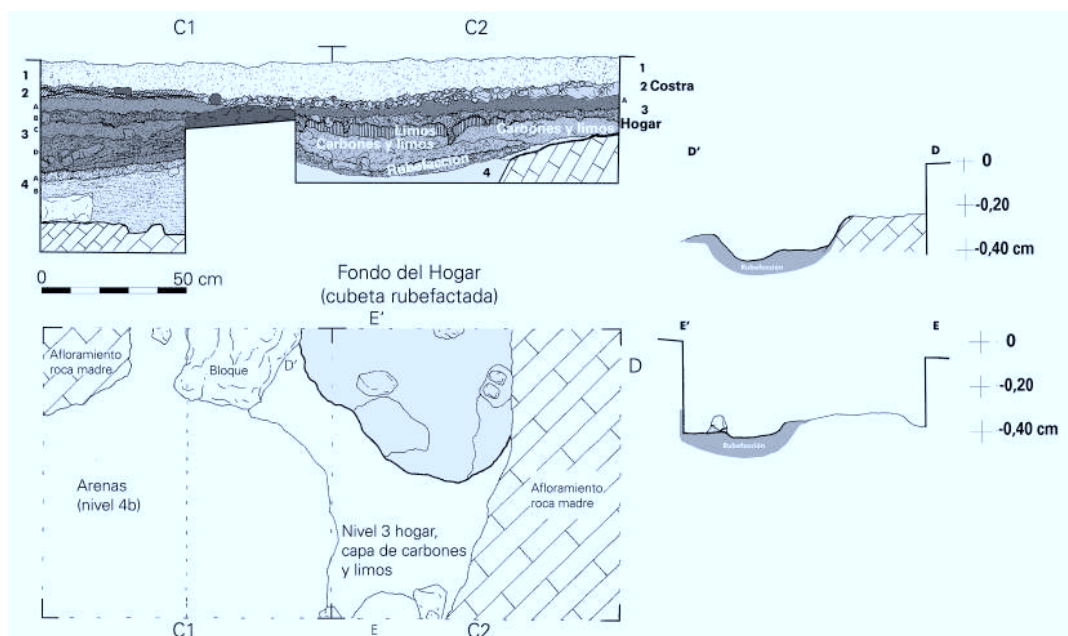 C1
C2
1
2
A
B
3
C
D
4
A
B
1
2 Costra
A
3
Hogar
Limos
Carbones y limos
Carbones y limos
Rubefacción
4
0
50 cm
D'
D
0
-0,20
-0,40 cm
Rubefacción
Fondo del Hogar
(cubeta rubefactada)
E'
Afloramiento
roca madre
Bloque
D'
D
Arenas
(nivel 4b)
Nivel 3 hogar,
capa de carbones
y limos
Afloramiento
roca madre
C1
E
C2
E'
E
0
-0,20
-0,40 cm
Rubefacción